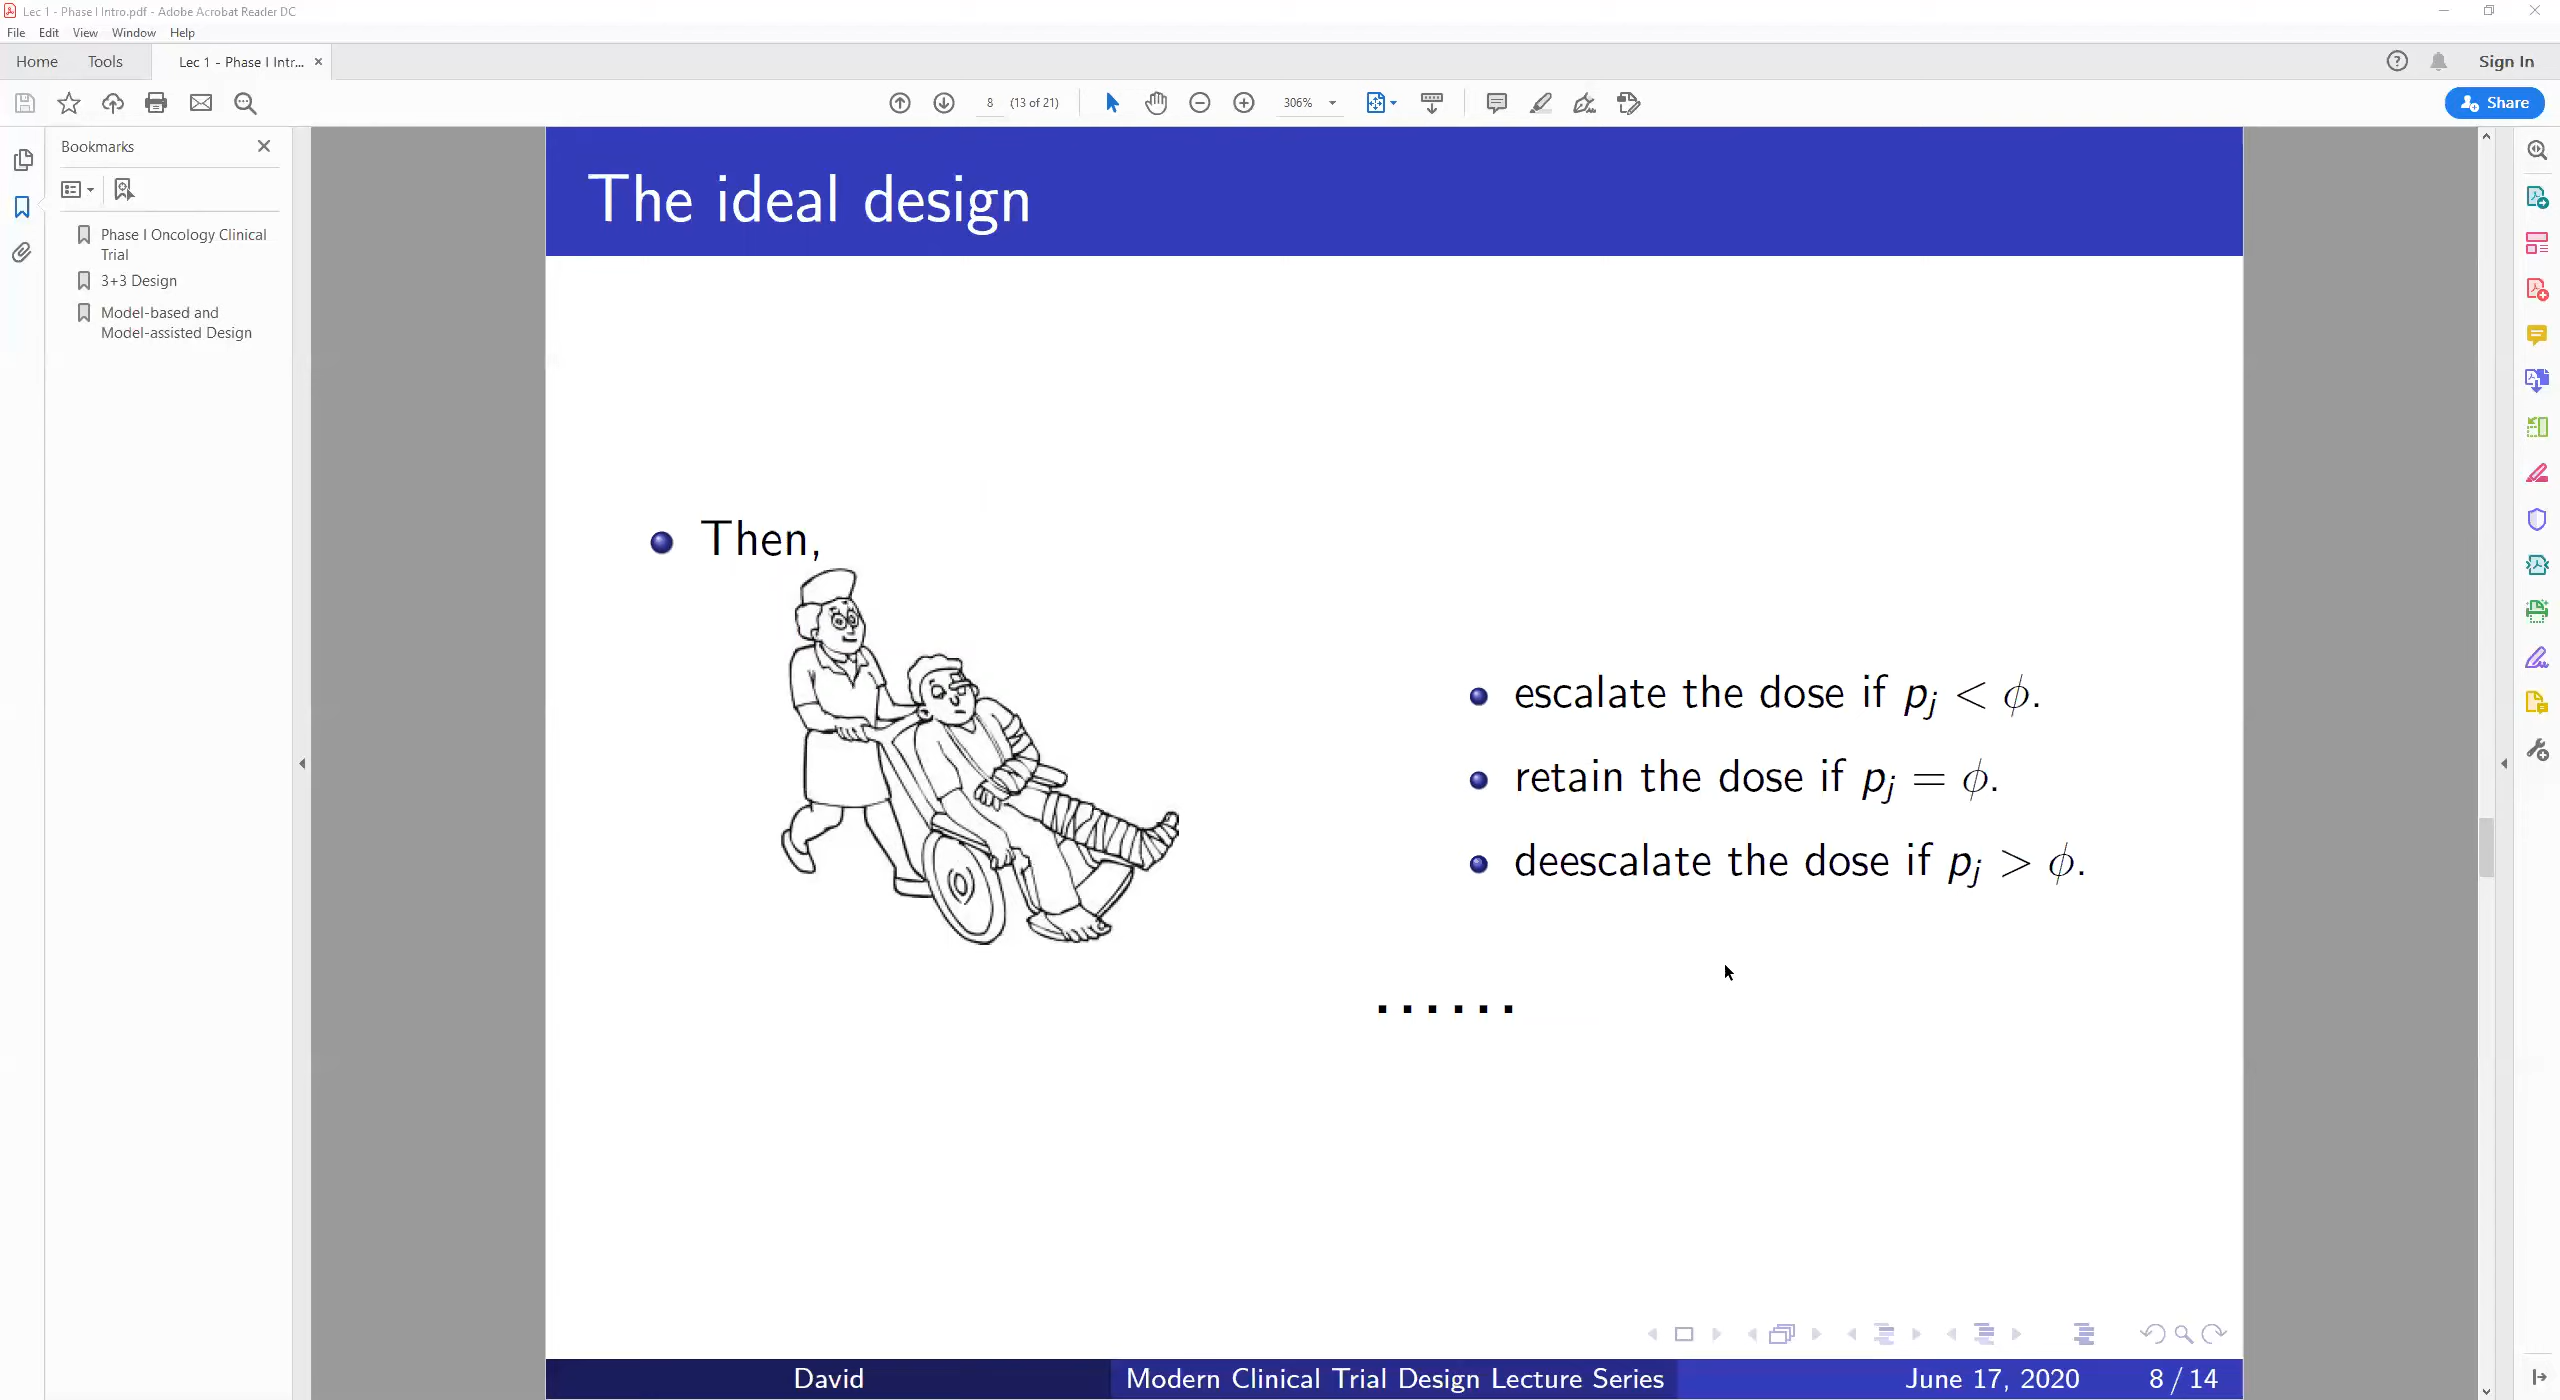 Lec 1 - Phase I Intro.pdf - Adobe Acrobat Reader DC
File Edit View Window Help
Home Tools Lec 1 - Phase I Intr... × Sign In
8 (13 of 21) 306% Share
Bookmarks
Phase I Oncology Clinical
Trial
3+3 Design
Model-based and
Model-assisted Design
The ideal design
Then,
escalate the dose if pj < ϕ.
retain the dose if pj = ϕ.
deescalate the dose if pj > ϕ.
......
David Modern Clinical Trial Design Lecture Series June 17, 2020 8 / 14